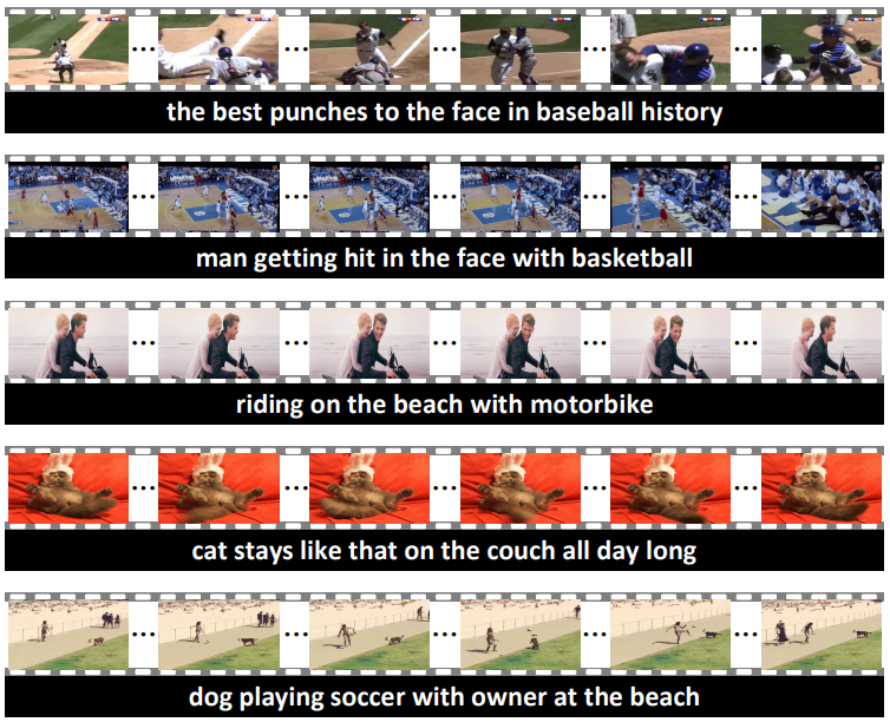 the best punches to the face in baseball history
man getting hit in the face with basketball
riding on the beach with motorbike
cat stays like that on the couch all day long
dog playing soccer with owner at the beach